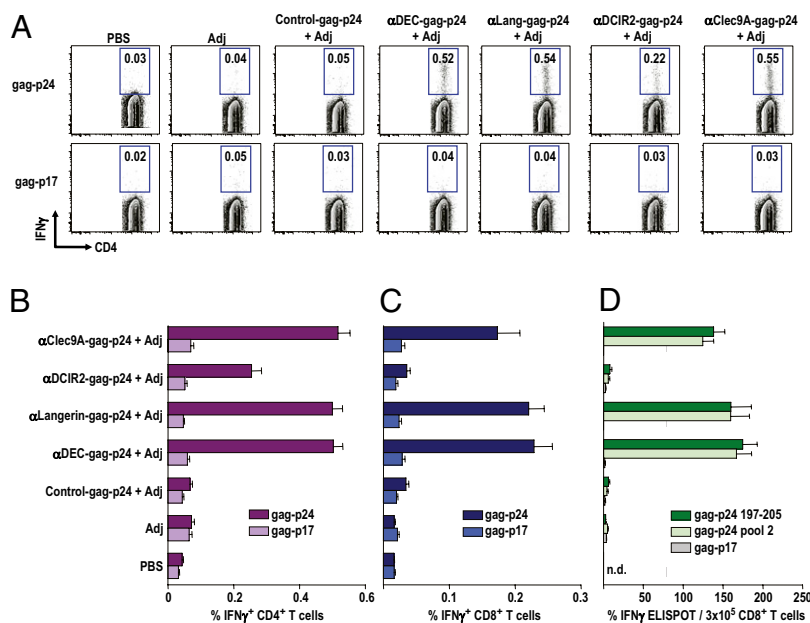 A
PBS
Adj
Control-gag-p24 + Adj
αDEC-gag-p24 + Adj
αLang-gag-p24 + Adj
αDCIR2-gag-p24 + Adj
αClec9A-gag-p24 + Adj
gag-p24
0.03
0.04
0.05
0.52
0.54
0.22
0.55
gag-p17
0.02
0.05
0.03
0.04
0.04
0.03
0.03
IFNγ
CD4
B
αClec9A-gag-p24 + Adj
αDCIR2-gag-p24 + Adj
αLangerin-gag-p24 + Adj
αDEC-gag-p24 + Adj
Control-gag-p24 + Adj
Adj
PBS
gag-p24
gag-p17
0 0.2 0.4 0.6
% IFNγ⁺ CD4⁺ T cells
C
gag-p24
gag-p17
0 0.1 0.2 0.3
% IFNγ⁺ CD8⁺ T cells
D
gag-p24 197-205
gag-p24 pool 2
gag-p17
n.d.
0 50 100 150 200 250
% IFNγ ELISPOT / 3x10⁵ CD8⁺ T cells